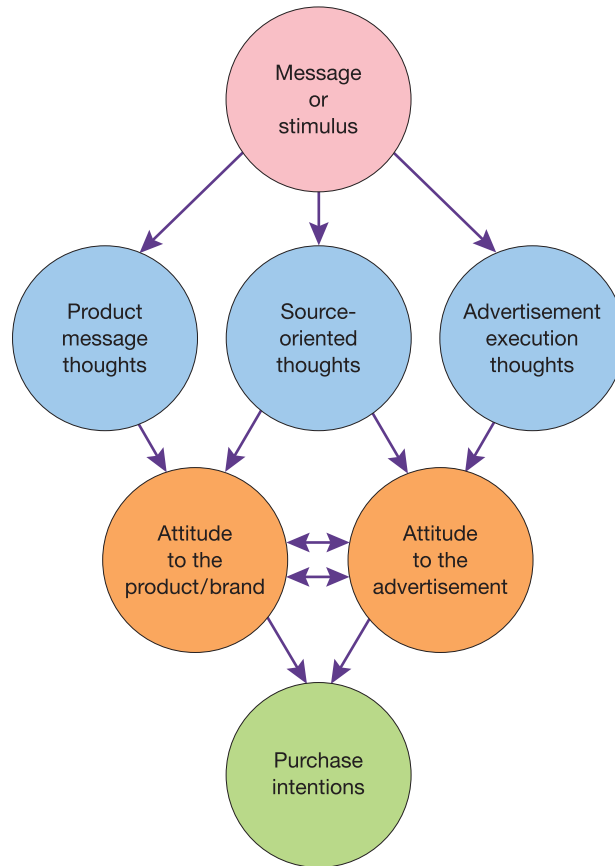 Message
or
stimulus
Product
message
thoughts
Source-
oriented
thoughts
Advertisement
execution
thoughts
Attitude
to the
product/brand
Attitude
to the
advertisement
Purchase
intentions